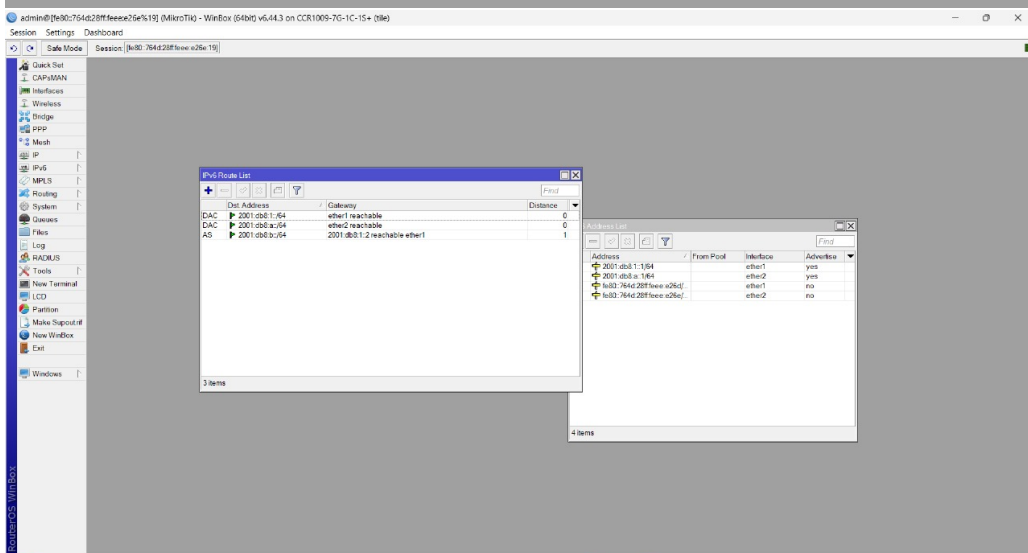 admin@[fe80::764d:28ff:feee:e26e%19] (MikroTik) - WinBox (64bit) v6.44.3 on CCR1009-7G-1C-1S+ (tile)
Session Settings Dashboard
Safe Mode Session: [fe80::764d:28ff:feee:e26e:19]
Quick Set
CAPsMAN
Interfaces
Wireless
Bridge
PPP
Mesh
IP
IPv6
MPLS
Routing
System
Queues
Files
Log
RADIUS
Tools
New Terminal
LCD
Partition
Make Supout.rif
New WinBox
Exit
Windows
RouterOS WinBox
IPv6 Route List
Find
Dst. Address Gateway Distance
DAC 2001:db8:1::/64 ether1 reachable 0
DAC 2001:db8:a::/64 ether2 reachable 0
AS 2001:db8:b::/64 2001:db8:1::2 reachable ether1 1
3 items
Address List
Find
Address From Pool Interface Advertise
2001:db8:1::1/64 ether1 yes
2001:db8:a::1/64 ether2 yes
fe80::764d:28ff:feee:e26d/... ether1 no
fe80::764d:28ff:feee:e26e/... ether2 no
4 items